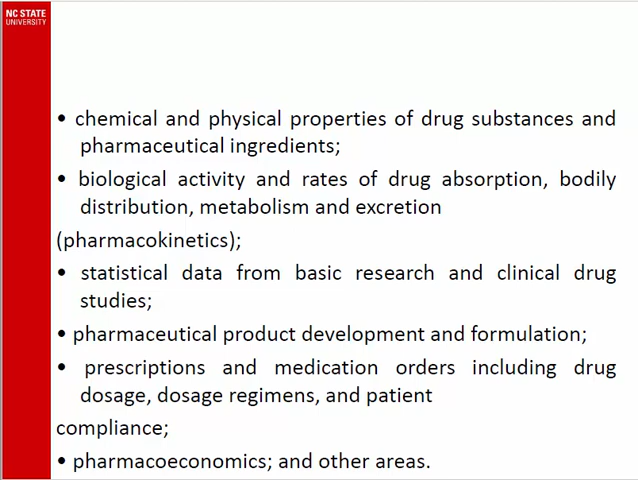 NC STATE
UNIVERSITY
• chemical and physical properties of drug substances and
pharmaceutical ingredients;
• biological activity and rates of drug absorption, bodily
distribution, metabolism and excretion
(pharmacokinetics);
• statistical data from basic research and clinical drug
studies;
• pharmaceutical product development and formulation;
• prescriptions and medication orders including drug
dosage, dosage regimens, and patient
compliance;
• pharmacoeconomics; and other areas.